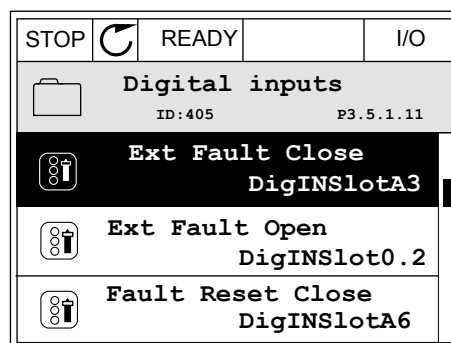 STOP READY I/O
Digital inputs
ID:405 P3.5.1.11
Ext Fault Close
DigINSlotA3
Ext Fault Open
DigINSlot0.2
Fault Reset Close
DigINSlotA6